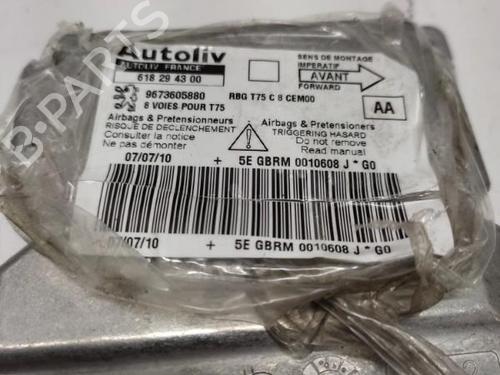 Autoliv
AUTOLIV FRANCE
618 29 43 00
SENS DE MONTAGE
IMPERATIF
AVANT
FORWARD
9673605880 RBG T75 C 8 CEM00
8 VOIES POUR T75
AA
Airbags & Pretensionneurs
RISQUE DE DECLENCHEMENT
Consulter la notice
Ne pas démonter
Airbags & Pretensioners
TRIGGERING HASARD
Do not remove
Read manual
07/07/10 + 5E GBRM 0010608 J * G0
07/07/10 + 5E GBRM 0010608 J * G0
B-PARTS